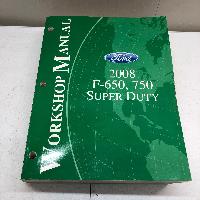 WORKSHOP MANUAL
Ford
2008
F-650, 750
SUPER DUTY